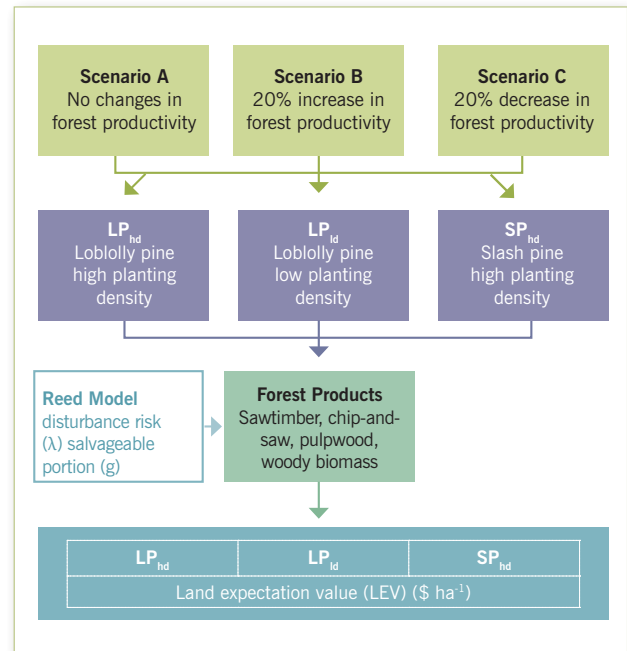 Scenario A
No changes in
forest productivity
Scenario B
20% increase in
forest productivity
Scenario C
20% decrease in
forest productivity
LPhd
Loblolly pine
high planting
density
LPld
Loblolly pine
low planting
density
SPhd
Slash pine
high planting
density
Reed Model
disturbance risk
(λ) salvageable
portion (g)
Forest Products
Sawtimber, chip-and-
saw, pulpwood,
woody biomass
LPhd
LPld
SPhd
Land expectation value (LEV) ($ ha⁻¹)